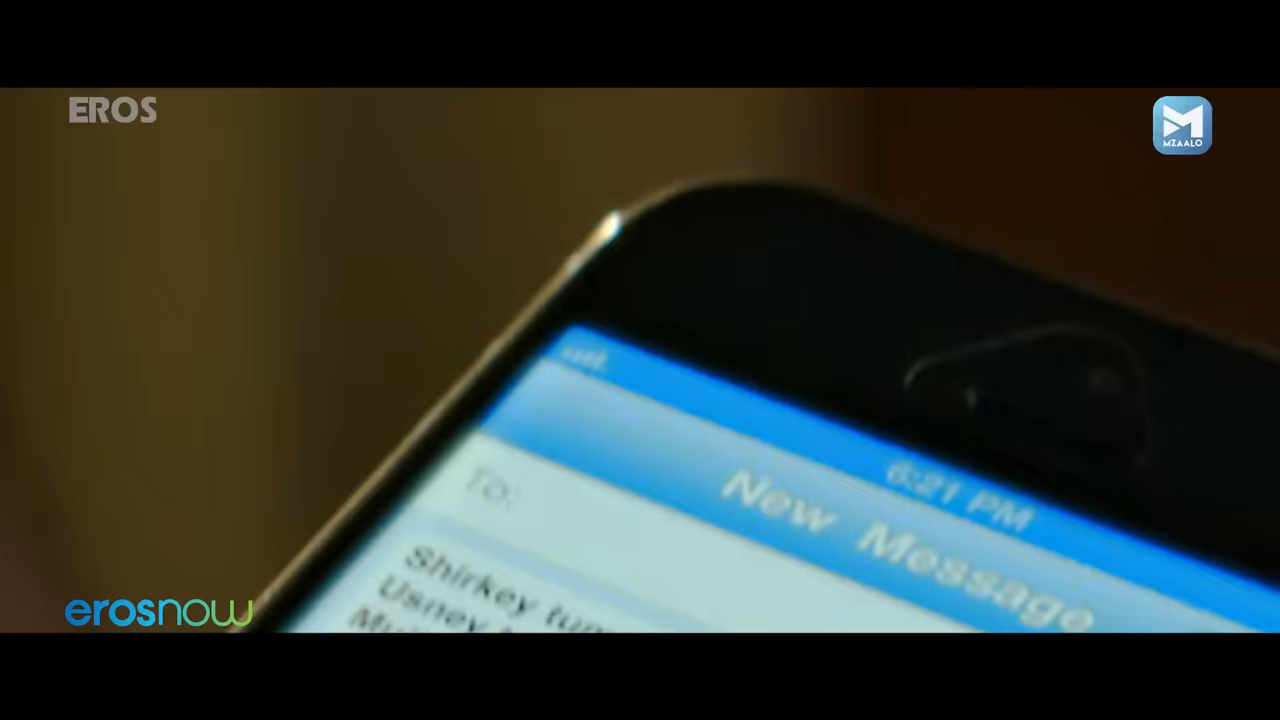 EROS
MZAALO
6:21 PM
New Message
To:
Shirkey
Usney
erosnow